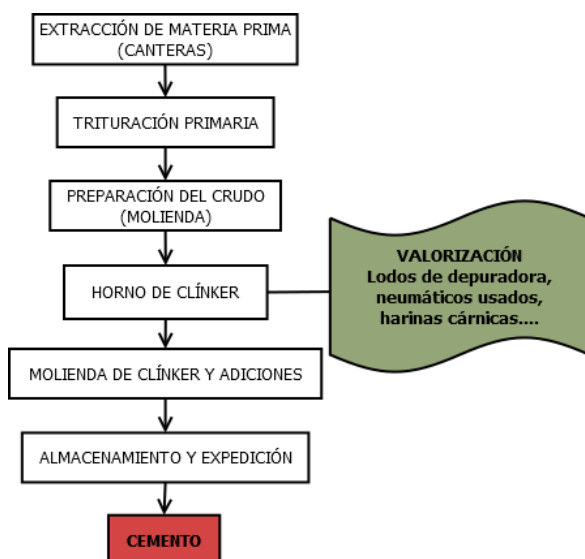 EXTRACCIÓN DE MATERIA PRIMA
(CANTERAS)
TRITURACIÓN PRIMARIA
PREPARACIÓN DEL CRUDO
(MOLIENDA)
HORNO DE CLÍNKER
VALORIZACIÓN
Lodos de depuradora,
neumáticos usados,
harinas cárnicas....
MOLIENDA DE CLÍNKER Y ADICIONES
ALMACENAMIENTO Y EXPEDICIÓN
CEMENTO